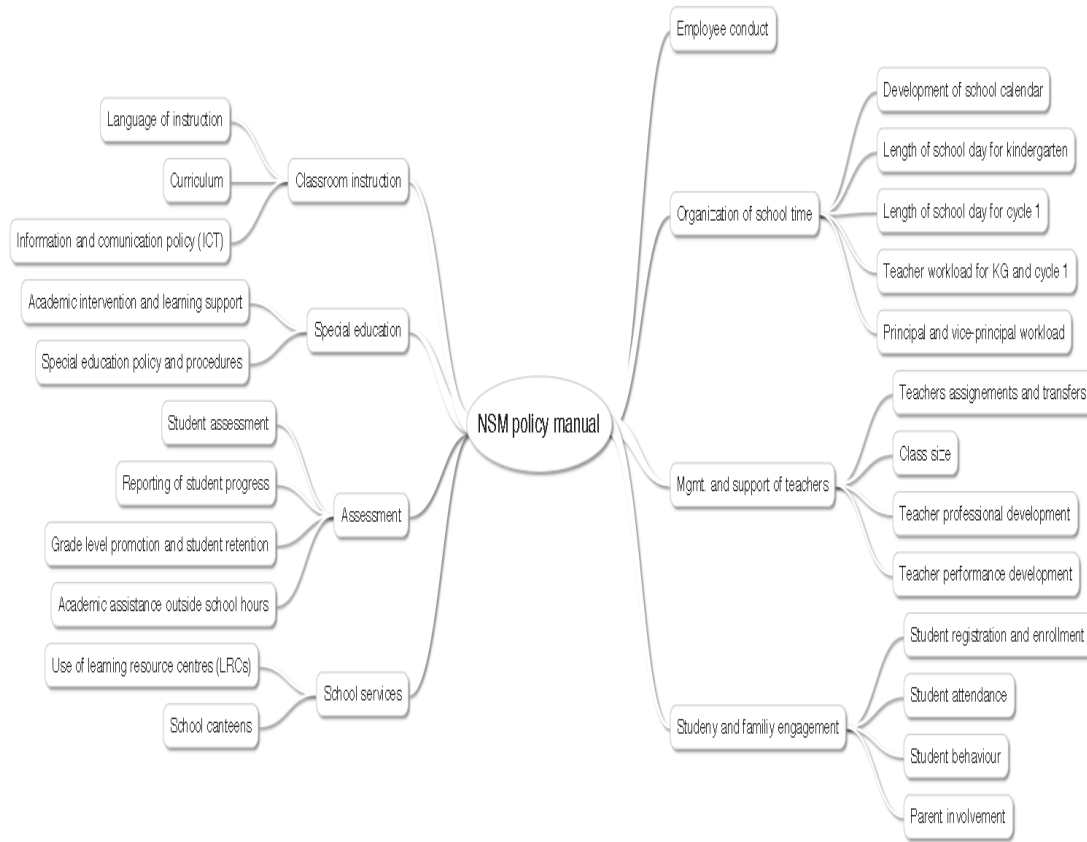 NSM policy manual
Employee conduct
Organization of school time
Development of school calendar
Length of school day for kindergarten
Length of school day for cycle 1
Teacher workload for KG and cycle 1
Principal and vice-principal workload
Mgmt. and support of teachers
Teachers assignements and transfers
Class size
Teacher professional development
Teacher performance development
Studeny and familiy engagement
Student registration and enrollment
Student attendance
Student behaviour
Parent involvement
Classroom instruction
Language of instruction
Curriculum
Information and comunication policy (ICT)
Special education
Academic intervention and learning support
Special education policy and procedures
Assessment
Student assessment
Reporting of student progress
Grade level promotion and student retention
Academic assistance outside school hours
School services
Use of learning resource centres (LRCs)
School canteens